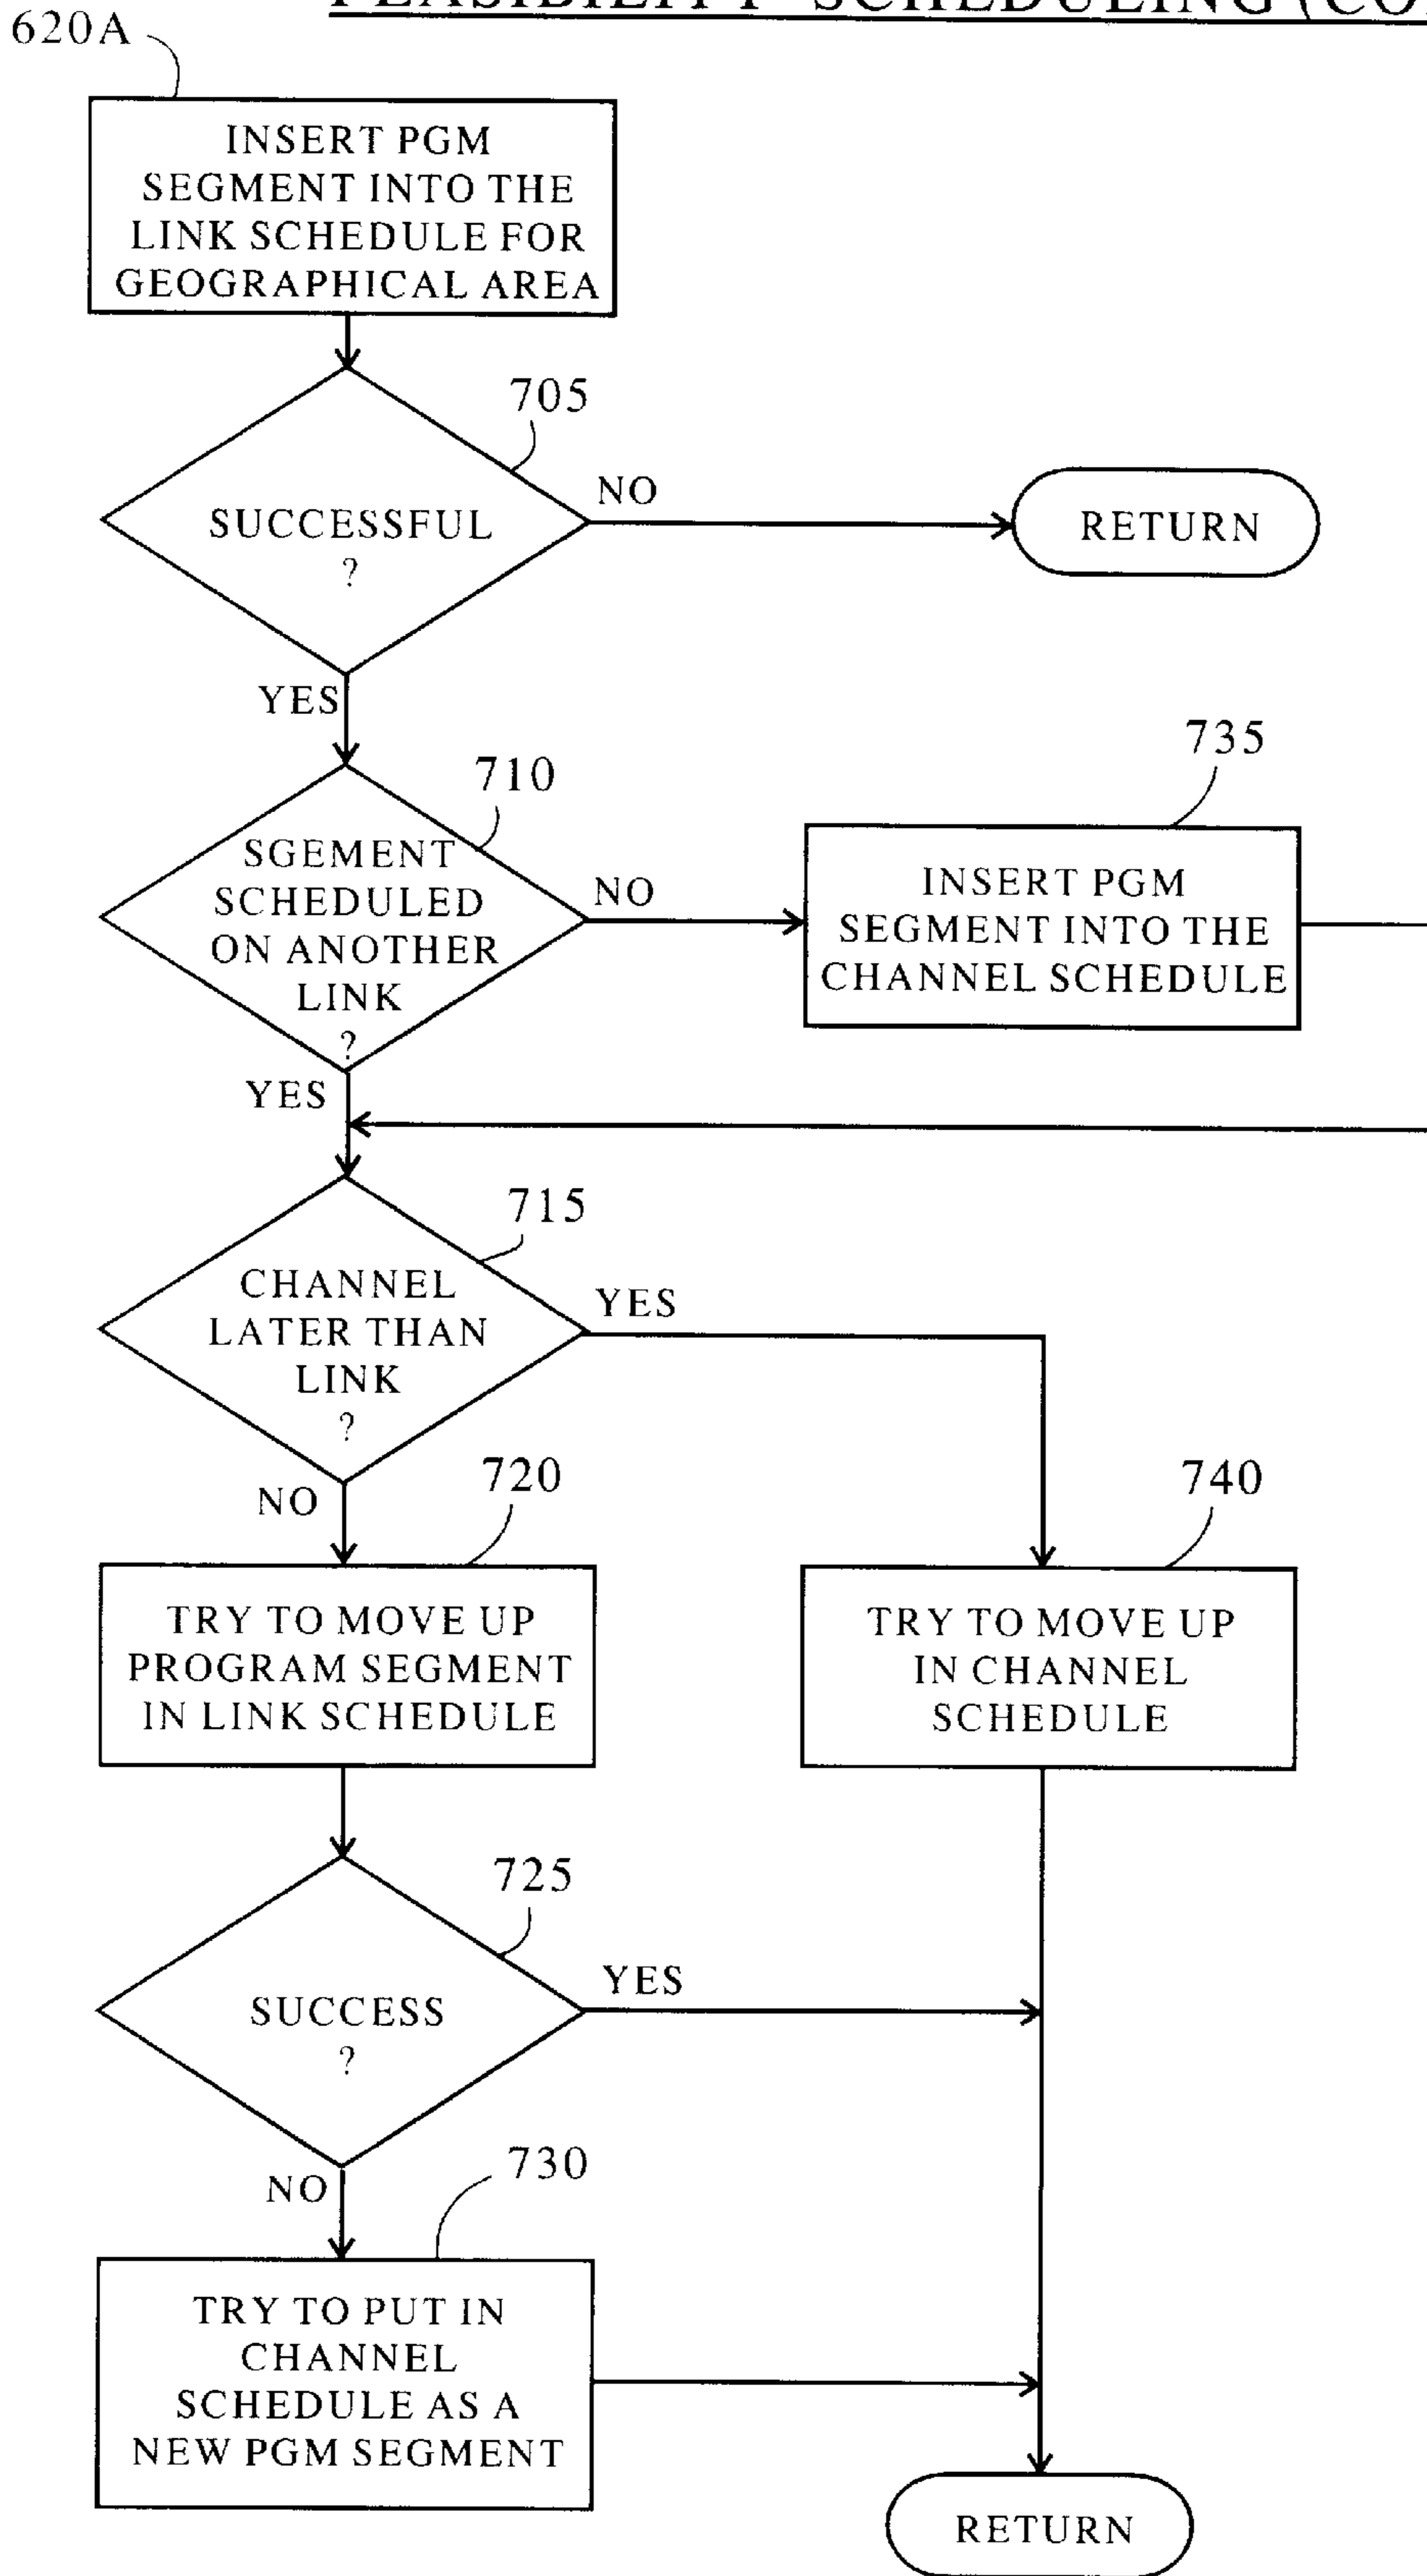 FEASIBILITY SCHEDULING (CO
620A
INSERT PGM
SEGMENT INTO THE
LINK SCHEDULE FOR
GEOGRAPHICAL AREA
705
SUCCESSFUL
?
NO
RETURN
YES
710
SGEMENT
SCHEDULED
ON ANOTHER
LINK
?
NO
735
INSERT PGM
SEGMENT INTO THE
CHANNEL SCHEDULE
YES
715
CHANNEL
LATER THAN
LINK
?
YES
NO
720
TRY TO MOVE UP
PROGRAM SEGMENT
IN LINK SCHEDULE
740
TRY TO MOVE UP
IN CHANNEL
SCHEDULE
725
SUCCESS
?
YES
NO
730
TRY TO PUT IN
CHANNEL
SCHEDULE AS A
NEW PGM SEGMENT
RETURN